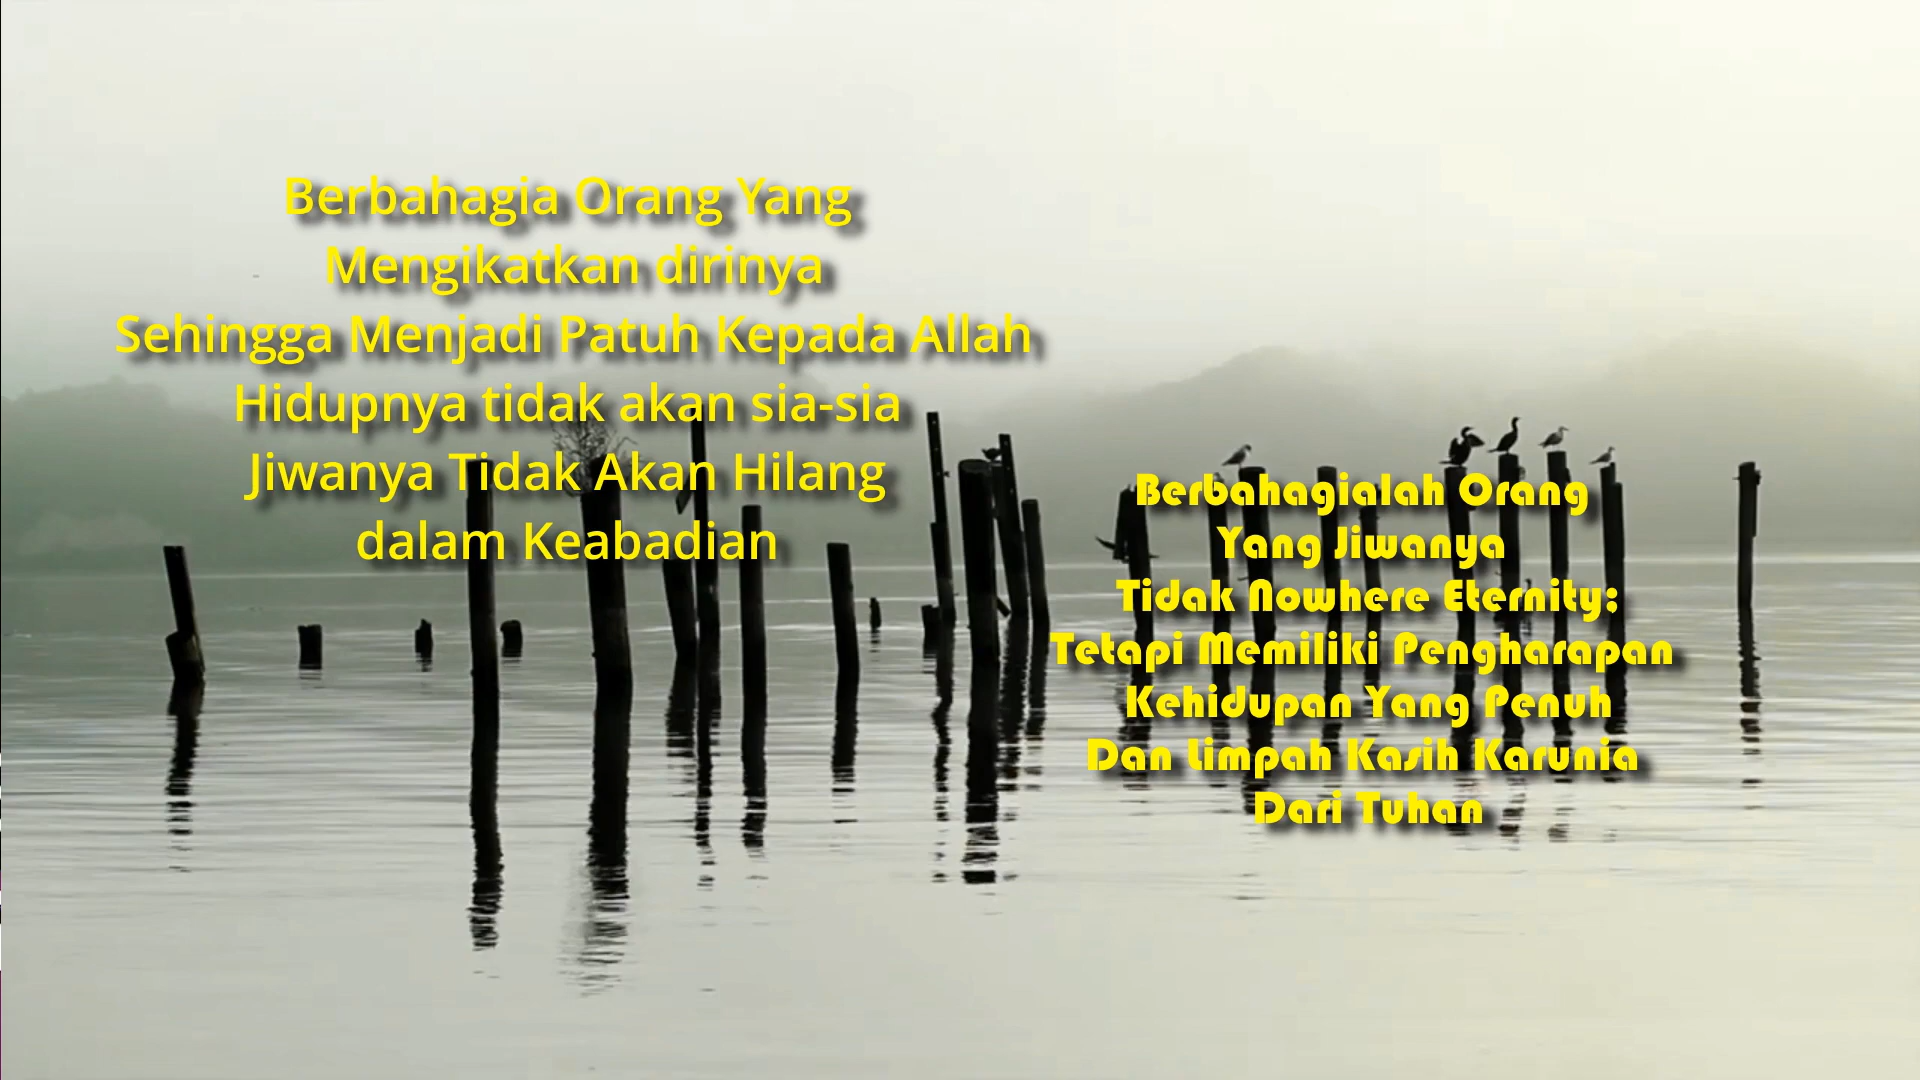 Berbahagia Orang Yang
Mengikatkan dirinya
Sehingga Menjadi Patuh Kepada Allah
Hidupnya tidak akan sia-sia
Jiwanya Tidak Akan Hilang
dalam Keabadian
Berbahagialah Orang
Yang Jiwanya
Tidak Nowhere Eternity;
Tetapi Memiliki Pengharapan
Kehidupan Yang Penuh
Dan Limpah Kasih Karunia
Dari Tuhan